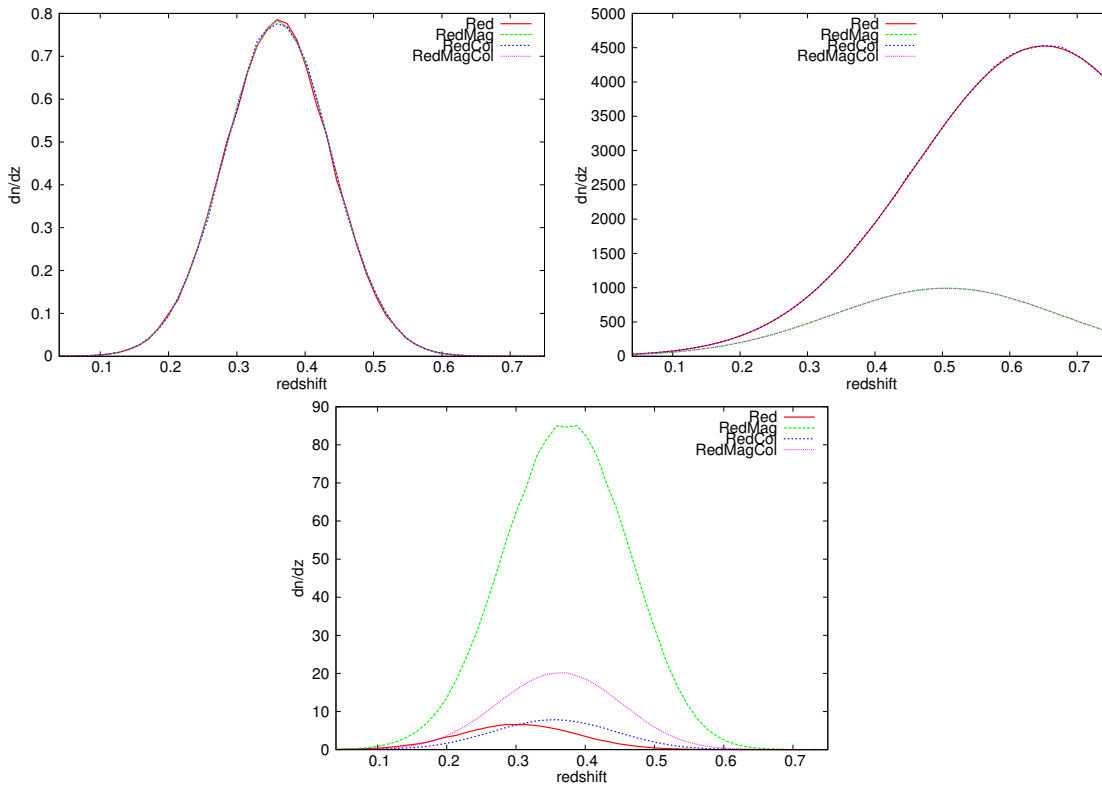 0.8
0.7
0.6
0.5
0.4
0.3
0.2
0.1
0
dn/dz
0.1 0.2 0.3 0.4 0.5 0.6 0.7
redshift
Red
RedMag
RedCol
RedMagCol
5000
4500
4000
3500
3000
2500
2000
1500
1000
500
0
dn/dz
0.1 0.2 0.3 0.4 0.5 0.6 0.7
redshift
Red
RedMag
RedCol
RedMagCol
90
80
70
60
50
40
30
20
10
0
dn/dz
0.1 0.2 0.3 0.4 0.5 0.6 0.7
redshift
Red
RedMag
RedCol
RedMagCol